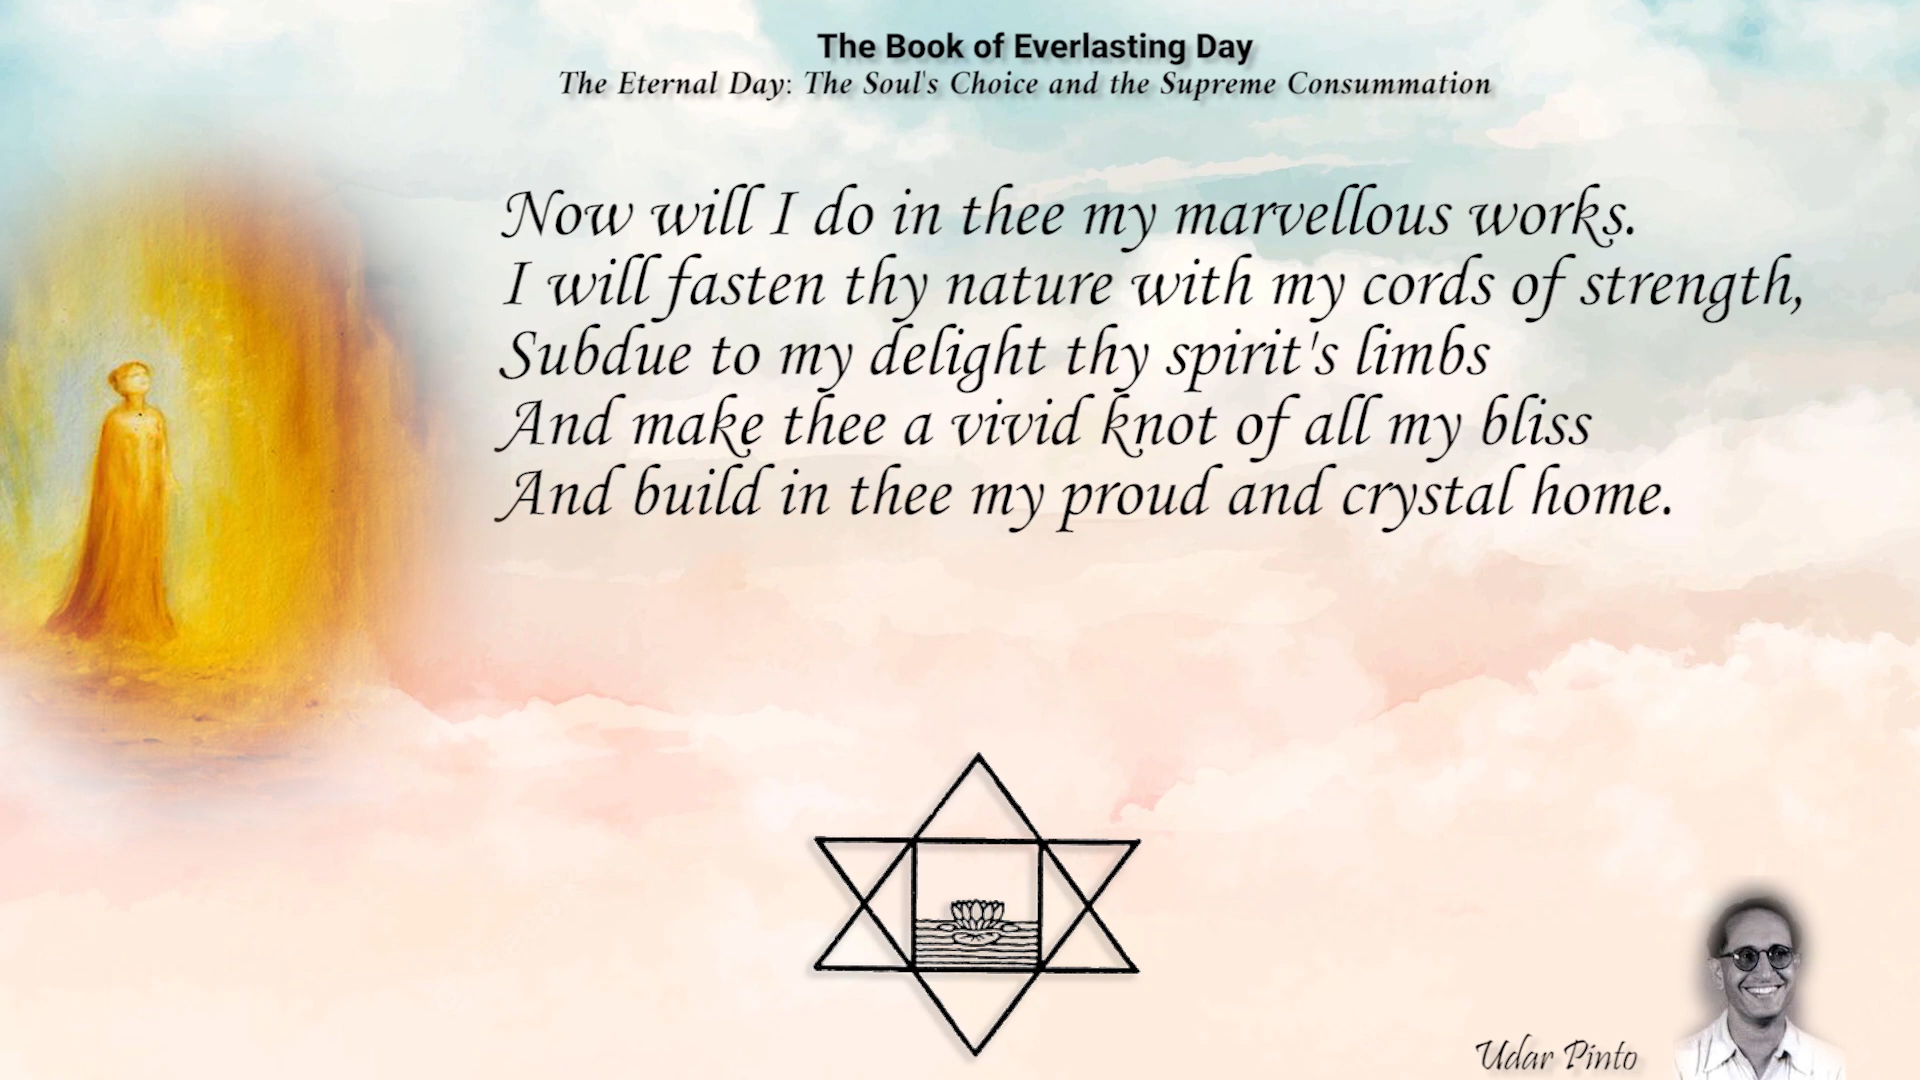 The Book of Everlasting Day
The Eternal Day: The Soul's Choice and the Supreme Consummation
Now will I do in thee my marvellous works.
I will fasten thy nature with my cords of strength,
Subdue to my delight thy spirit's limbs
And make thee a vivid knot of all my bliss
And build in thee my proud and crystal home.
Udar Pinto